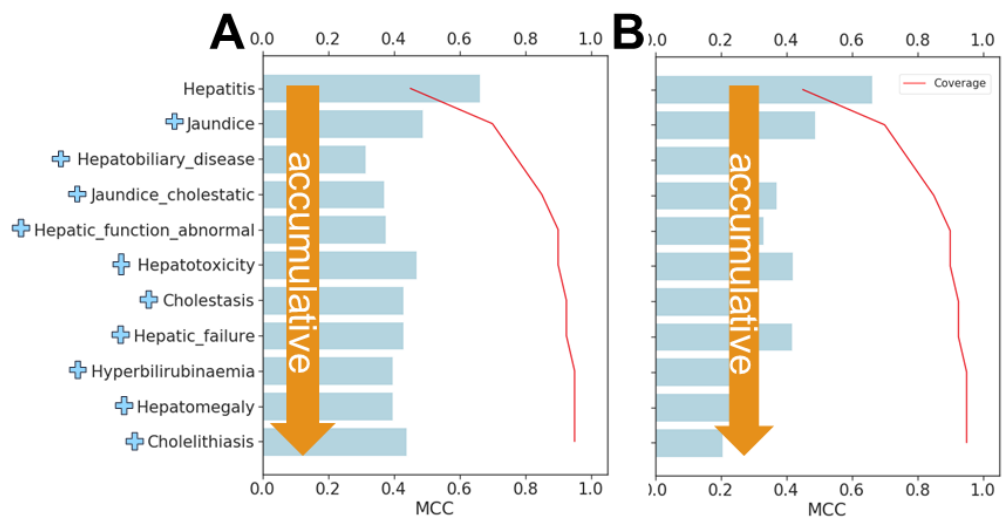 A
B
0.0 0.2 0.4 0.6 0.8 1.0
0.0 0.2 0.4 0.6 0.8 1.0
Hepatitis
Jaundice
Hepatobiliary_disease
Jaundice_cholestatic
Hepatic_function_abnormal
Hepatotoxicity
Cholestasis
Hepatic_failure
Hyperbilirubinaemia
Hepatomegaly
Cholelithiasis
accumulative
accumulative
Coverage
0.0 0.2 0.4 0.6 0.8 1.0
MCC
).0 0.2 0.4 0.6 0.8 1.0
MCC